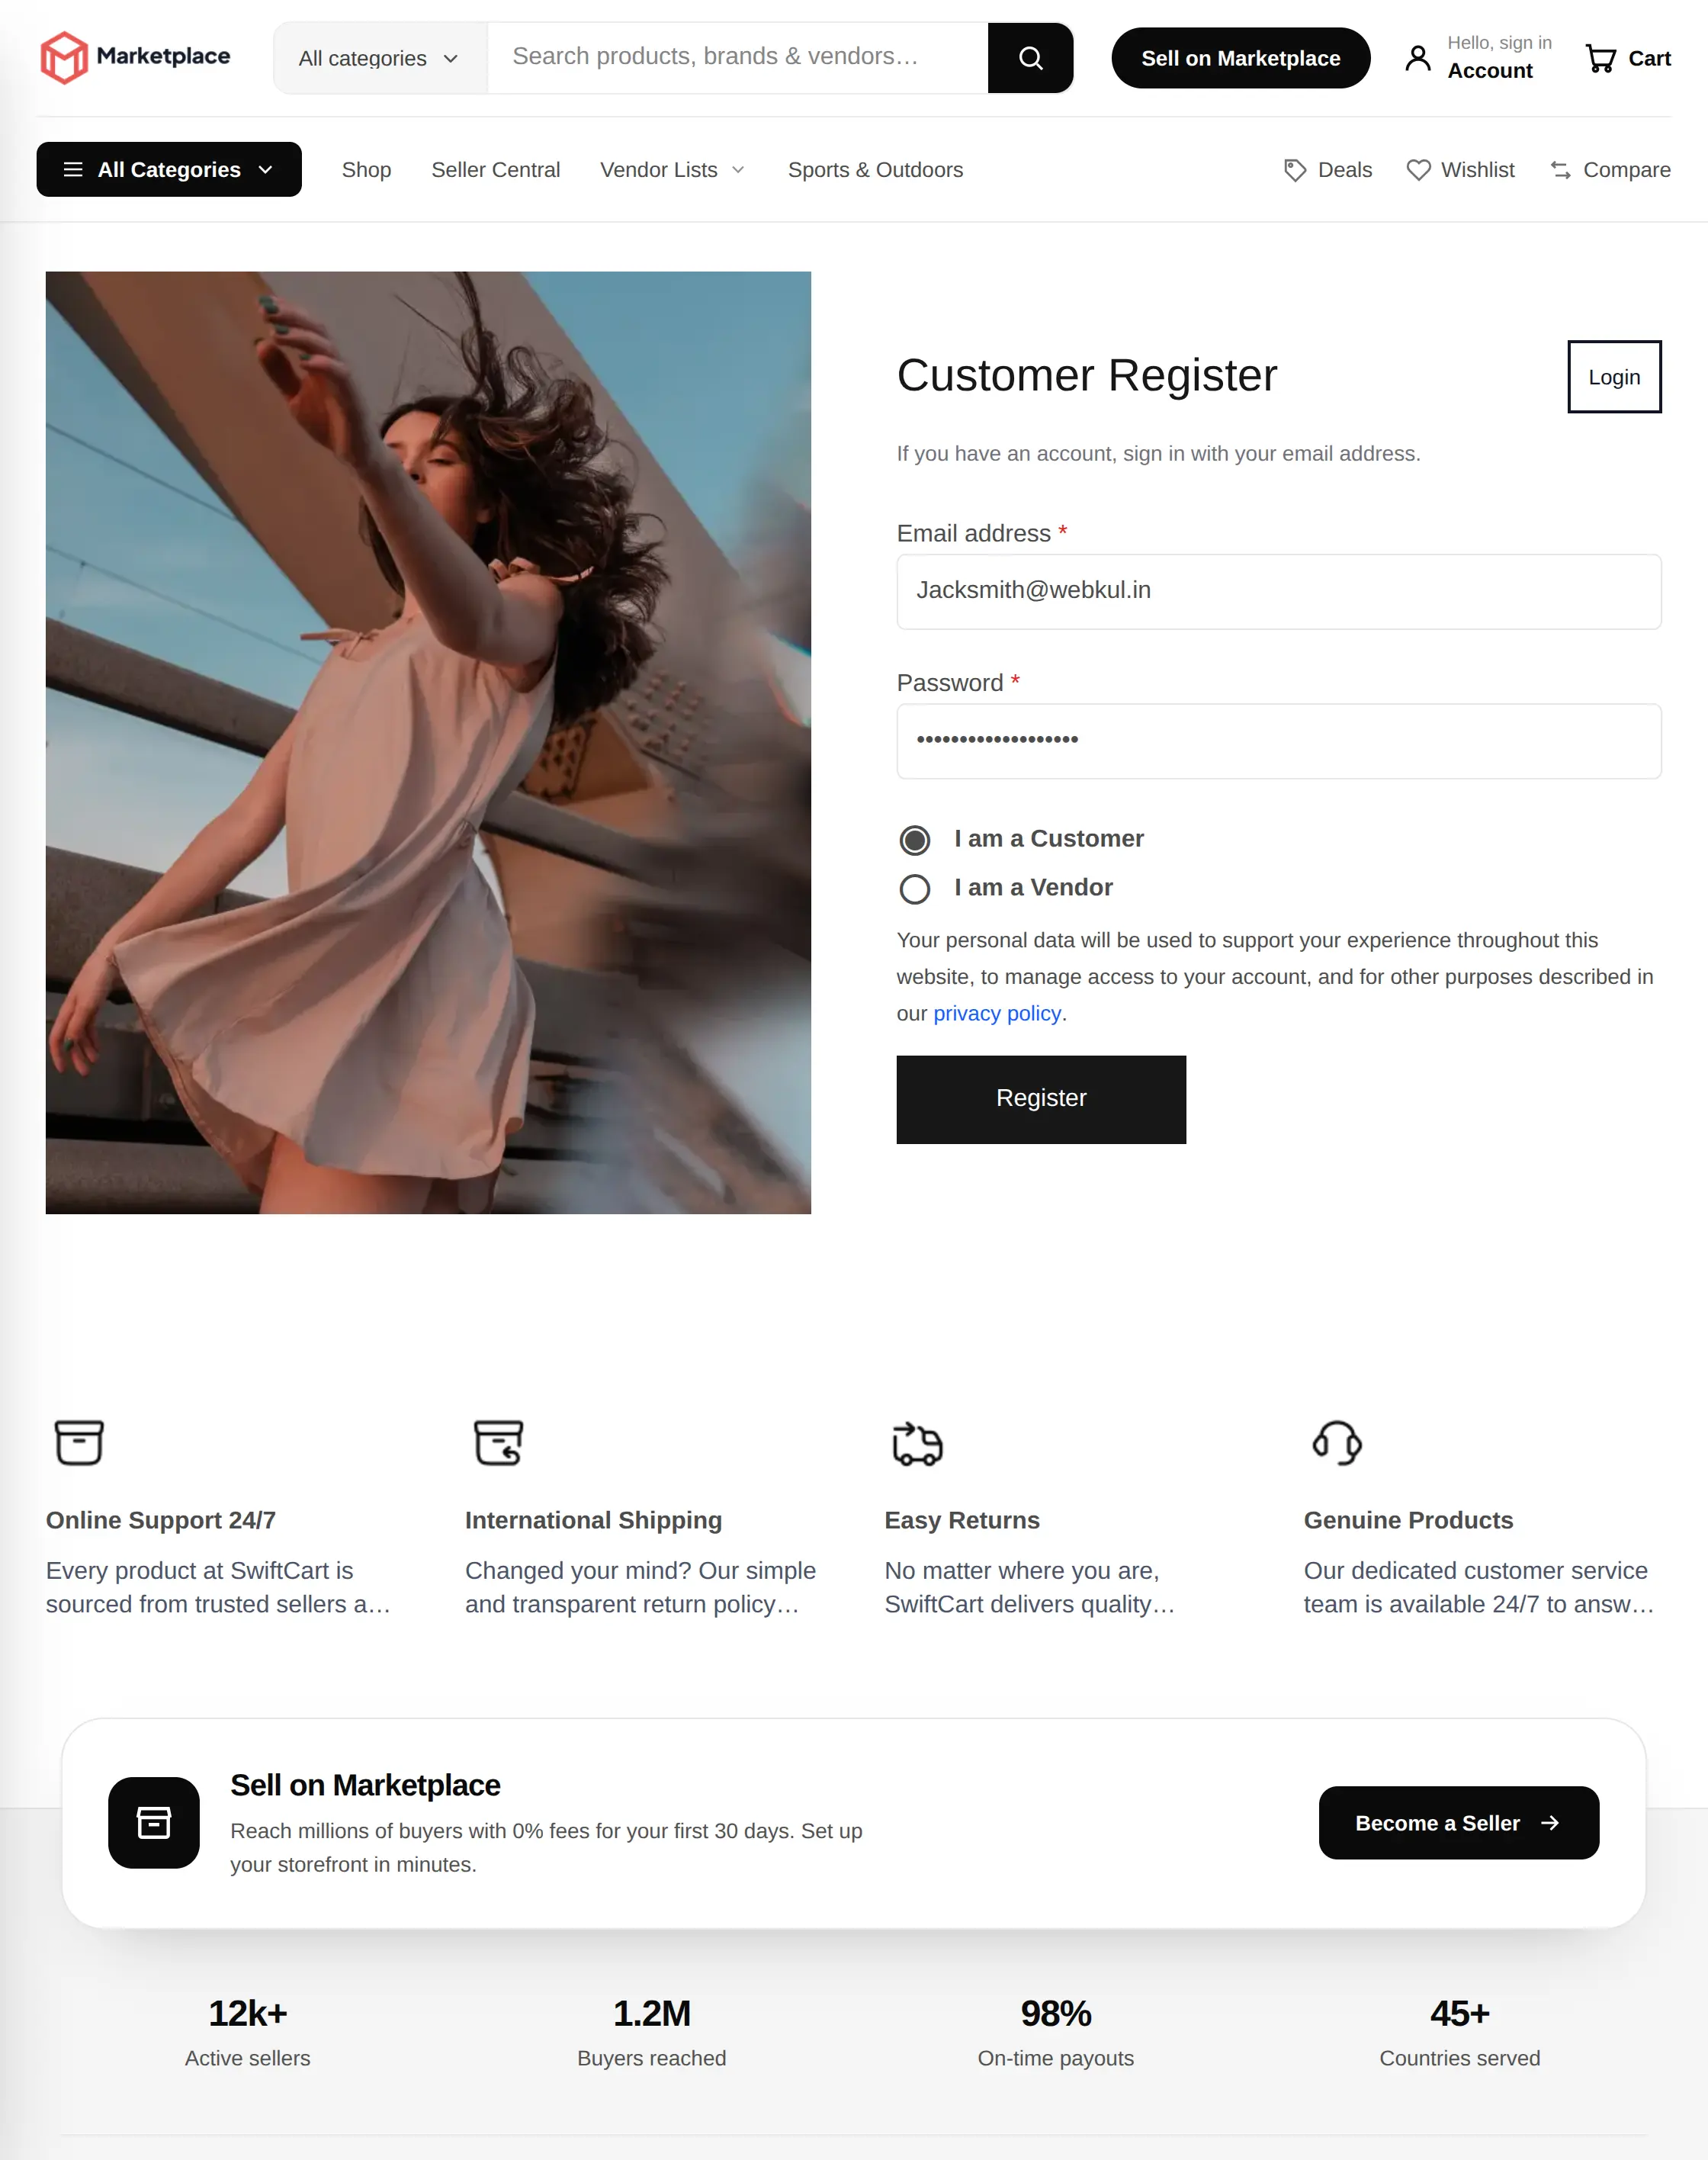 Marketplace
All categories
Search products, brands & vendors…
Sell on Marketplace
Hello, sign in
Account
Cart
All Categories
Shop
Seller Central
Vendor Lists
Sports & Outdoors
Deals
Wishlist
Compare
Customer Register
Login
If you have an account, sign in with your email address.
Email address *
Jacksmith@webkul.in
Password *
•••••••••••••••••••
I am a Customer
I am a Vendor
Your personal data will be used to support your experience throughout this
website, to manage access to your account, and for other purposes described in
our privacy policy.
Register
Online Support 24/7
Every product at SwiftCart is
sourced from trusted sellers a…
International Shipping
Changed your mind? Our simple
and transparent return policy…
Easy Returns
No matter where you are,
SwiftCart delivers quality…
Genuine Products
Our dedicated customer service
team is available 24/7 to answ…
Sell on Marketplace
Reach millions of buyers with 0% fees for your first 30 days. Set up
your storefront in minutes.
Become a Seller
12k+
Active sellers
1.2M
Buyers reached
98%
On-time payouts
45+
Countries served